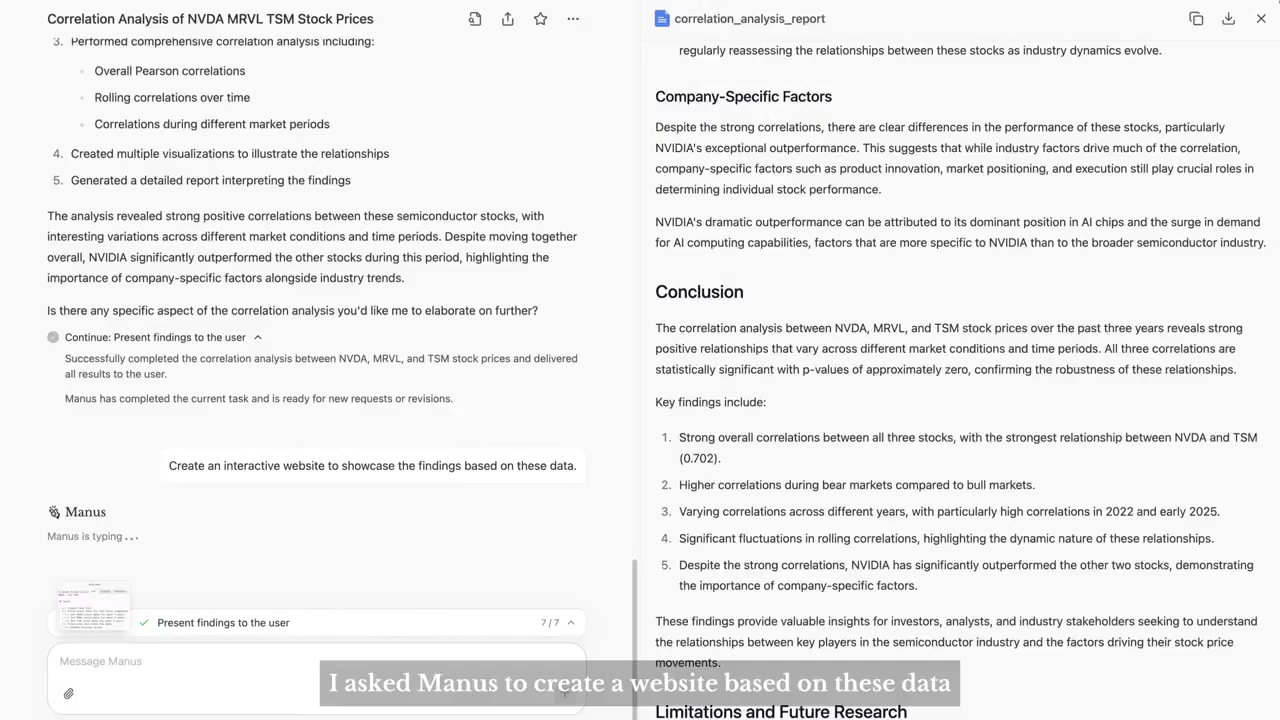 Correlation Analysis of NVDA MRVL TSM Stock Prices
3. Performed comprehensive correlation analysis including:
Overall Pearson correlations
Rolling correlations over time
Correlations during different market periods
4. Created multiple visualizations to illustrate the relationships
5. Generated a detailed report interpreting the findings
The analysis revealed strong positive correlations between these semiconductor stocks, with
interesting variations across different market conditions and time periods. Despite moving together
overall, NVIDIA significantly outperformed the other stocks during this period, highlighting the
importance of company-specific factors alongside industry trends.
Is there any specific aspect of the correlation analysis you'd like me to elaborate on further?
Continue: Present findings to the user
Successfully completed the correlation analysis between NVDA, MRVL, and TSM stock prices and delivered
all results to the user.
Manus has completed the current task and is ready for new requests or revisions.
Create an interactive website to showcase the findings based on these data.
Manus
Manus is typing ...
Present findings to the user 7 / 7
Message Manus
correlation_analysis_report
regularly reassessing the relationships between these stocks as industry dynamics evolve.
Company-Specific Factors
Despite the strong correlations, there are clear differences in the performance of these stocks, particularly
NVIDIA's exceptional outperformance. This suggests that while industry factors drive much of the correlation,
company-specific factors such as product innovation, market positioning, and execution still play crucial roles in
determining individual stock performance.
NVIDIA's dramatic outperformance can be attributed to its dominant position in AI chips and the surge in demand
for AI computing capabilities, factors that are more specific to NVIDIA than to the broader semiconductor industry.
Conclusion
The correlation analysis between NVDA, MRVL, and TSM stock prices over the past three years reveals strong
positive relationships that vary across different market conditions and time periods. All three correlations are
statistically significant with p-values of approximately zero, confirming the robustness of these relationships.
Key findings include:
1. Strong overall correlations between all three stocks, with the strongest relationship between NVDA and TSM
(0.702).
2. Higher correlations during bear markets compared to bull markets.
3. Varying correlations across different years, with particularly high correlations in 2022 and early 2025.
4. Significant fluctuations in rolling correlations, highlighting the dynamic nature of these relationships.
5. Despite the strong correlations, NVIDIA has significantly outperformed the other two stocks, demonstrating
the importance of company-specific factors.
These findings provide valuable insights for investors, analysts, and industry stakeholders seeking to understand
the relationships between key players in the semiconductor industry and the factors driving their stock price
movements.
Limitations and Future Research
I asked Manus to create a website based on these data